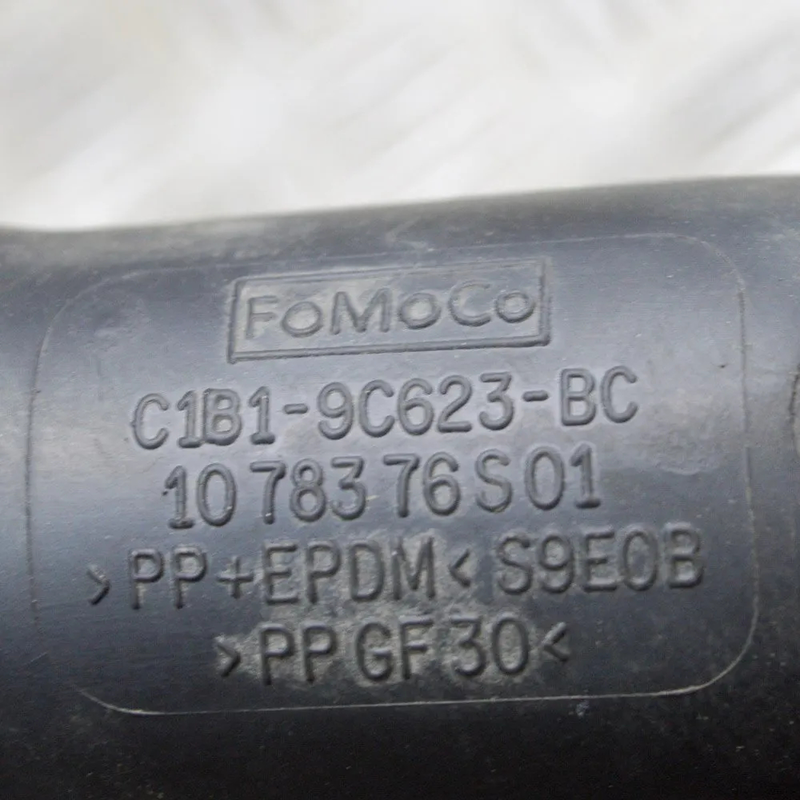 FoMoCo
C1B1-9C623-BC
10 783 76 S 01
>PP+EPDM< S9E0B
>PP GF 30<